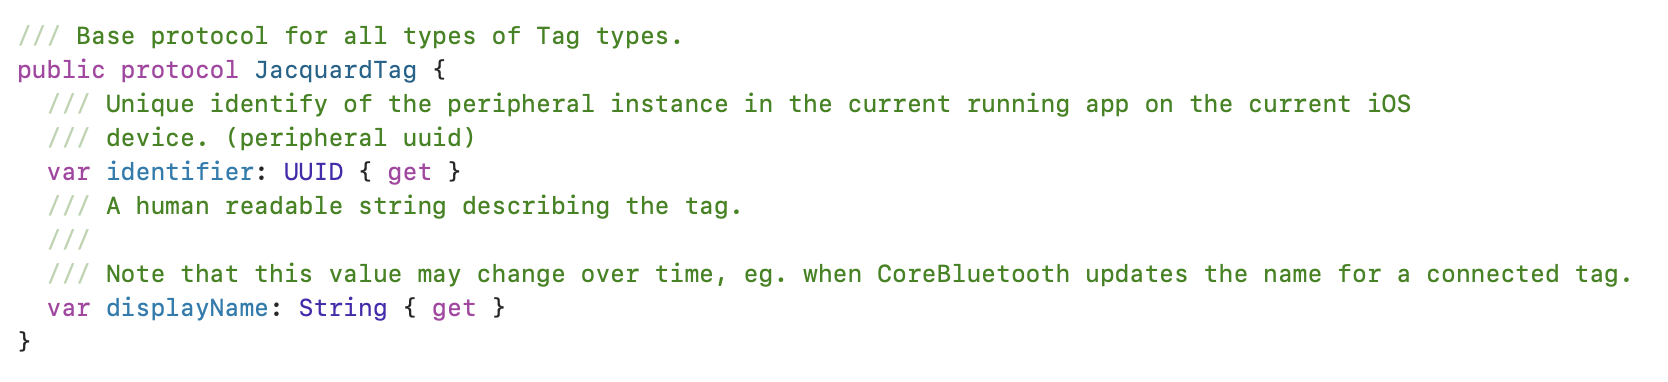 /// Base protocol for all types of Tag types.
public protocol JacquardTag {
  /// Unique identify of the peripheral instance in the current running app on the current iOS
  /// device. (peripheral uuid)
  var identifier: UUID { get }
  /// A human readable string describing the tag.
  ///
  /// Note that this value may change over time, eg. when CoreBluetooth updates the name for a connected tag.
  var displayName: String { get }
}